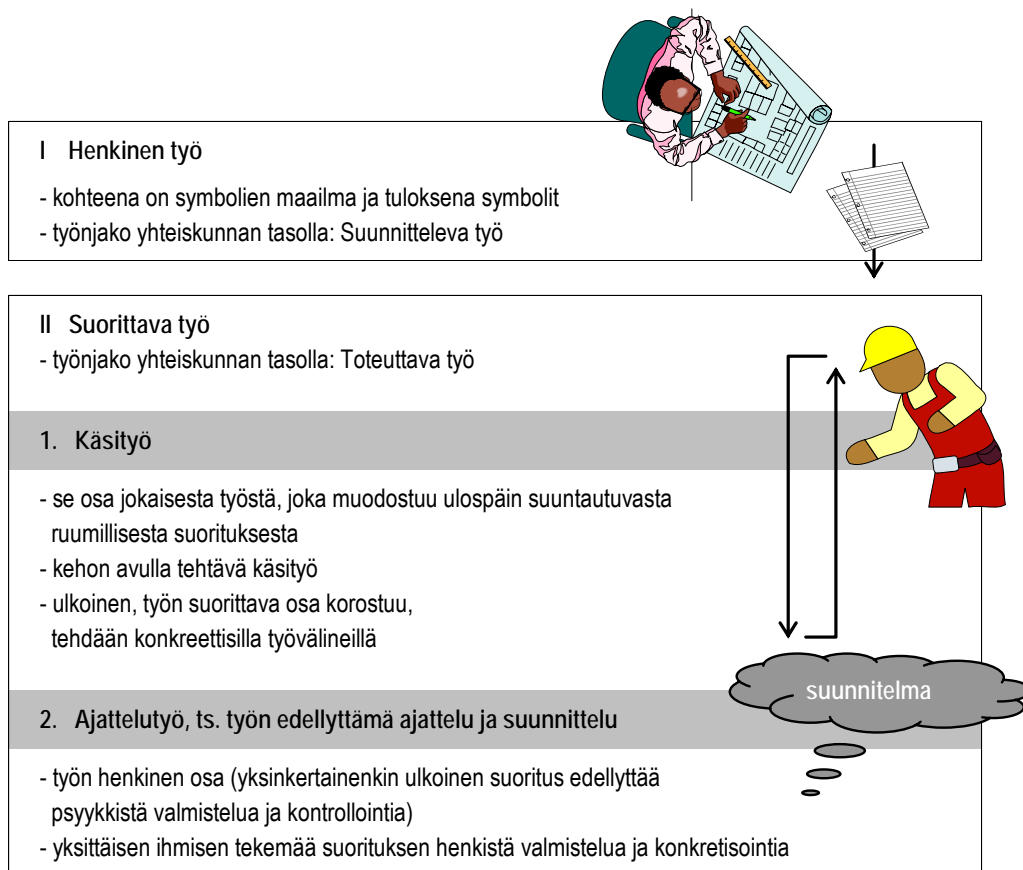 I Henkinen työ
- kohteena on symbolien maailma ja tuloksena symbolit
- työnjako yhteiskunnan tasolla: Suunnitteleva työ
II Suorittava työ
- työnjako yhteiskunnan tasolla: Toteuttava työ
1. Käsityö
- se osa jokaisesta työstä, joka muodostuu ulospäin suuntautuvasta
ruumillisesta suorituksesta
- kehon avulla tehtävä käsityö
- ulkoinen, työn suorittava osa korostuu,
tehdään konkreettisilla työvälineillä
suunnitelma
2. Ajattelutyö, ts. työn edellyttämä ajattelu ja suunnittelu
- työn henkinen osa (yksinkertainenkin ulkoinen suoritus edellyttää
psyykkistä valmistelua ja kontrollointia)
- yksittäisen ihmisen tekemää suorituksen henkistä valmistelua ja konkretisointia